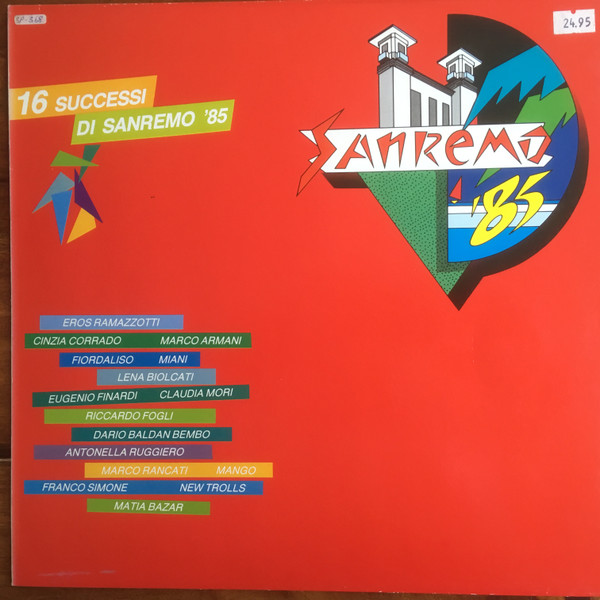 24.95
16 SUCCESSI
DI SANREMO '85
SANREMO
'85
EROS RAMAZZOTTI
CINZIA CORRADO MARCO ARMANI
FIORDALISO MIANI
LENA BIOLCATI
EUGENIO FINARDI CLAUDIA MORI
RICCARDO FOGLI
DARIO BALDAN BEMBO
ANTONELLA RUGGIERO
MARCO RANCATI MANGO
FRANCO SIMONE NEW TROLLS
MATIA BAZAR